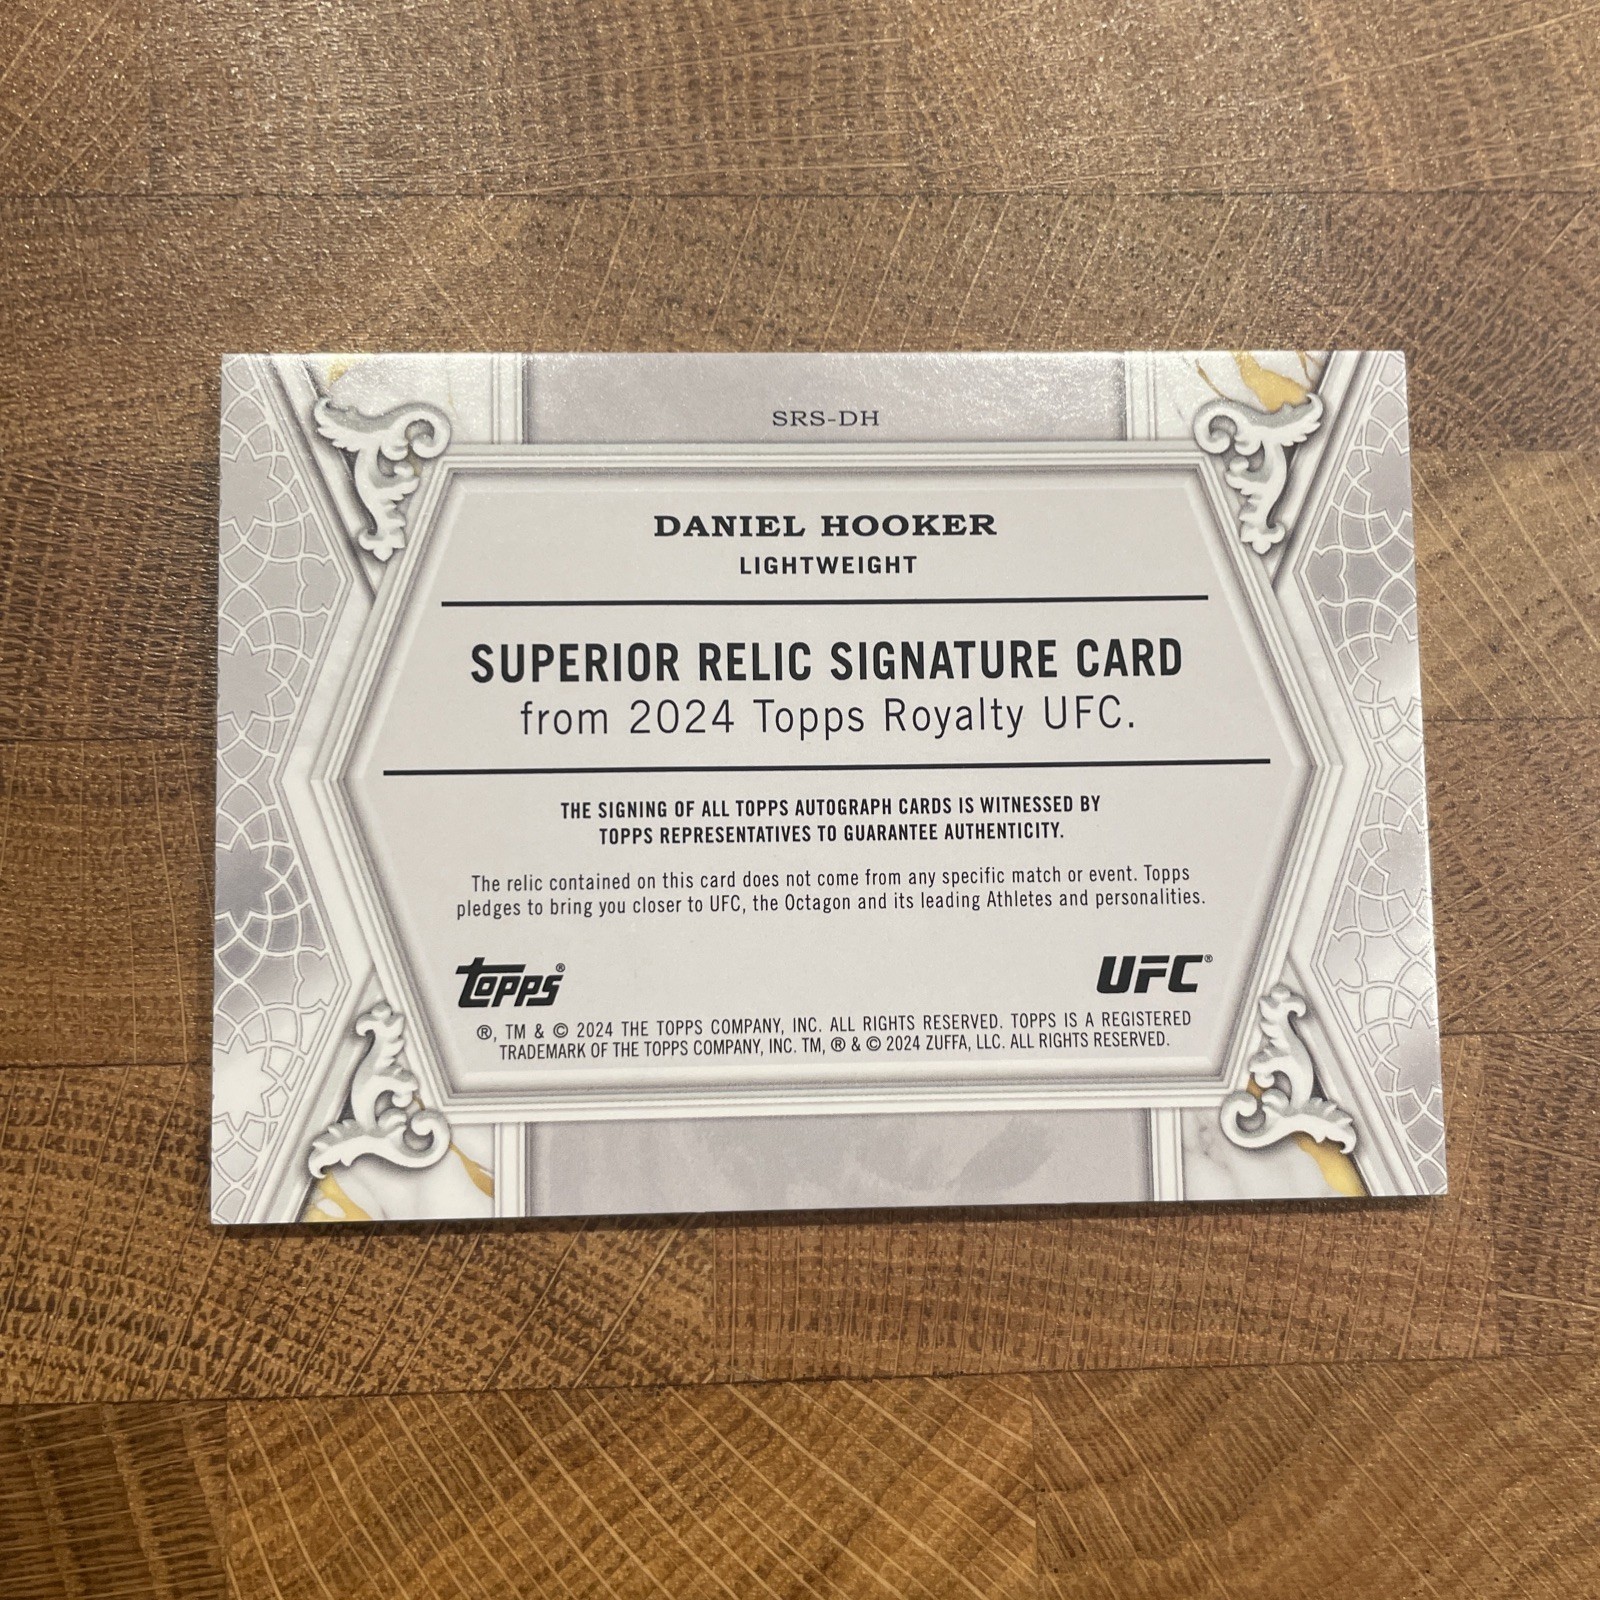 SRS-DH
DANIEL HOOKER
LIGHTWEIGHT
SUPERIOR RELIC SIGNATURE CARD
from 2024 Topps Royalty UFC.
THE SIGNING OF ALL TOPPS AUTOGRAPH CARDS IS WITNESSED BY
TOPPS REPRESENTATIVES TO GUARANTEE AUTHENTICITY.
The relic contained on this card does not come from any specific match or event. Topps
pledges to bring you closer to UFC, the Octagon and its leading Athletes and personalities.
topps®
UFC®
®, TM & © 2024 THE TOPPS COMPANY, INC. ALL RIGHTS RESERVED. TOPPS IS A REGISTERED
TRADEMARK OF THE TOPPS COMPANY, INC. TM, ® & © 2024 ZUFFA, LLC. ALL RIGHTS RESERVED.